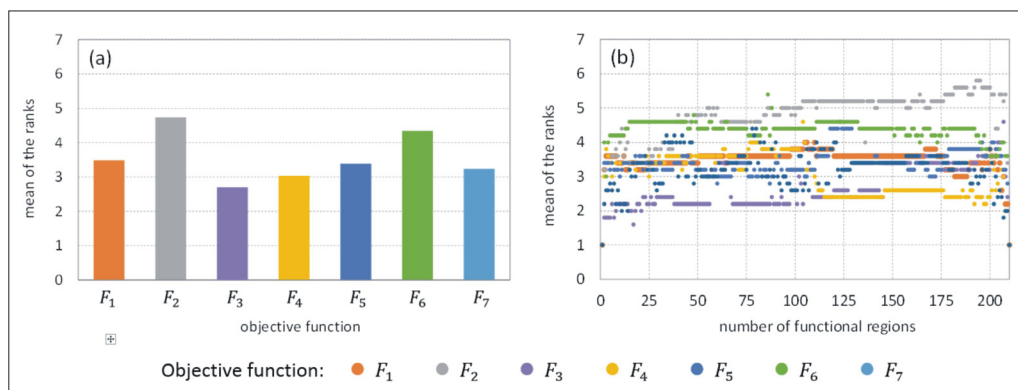 (a)
mean of the ranks
7
6
5
4
3
2
1
0
F1 F2 F3 F4 F5 F6 F7
objective function
(b)
mean of the ranks
7
6
5
4
3
2
1
0
0 25 50 75 100 125 150 175 200
number of functional regions
Objective function: F1 F2 F3 F4 F5 F6 F7